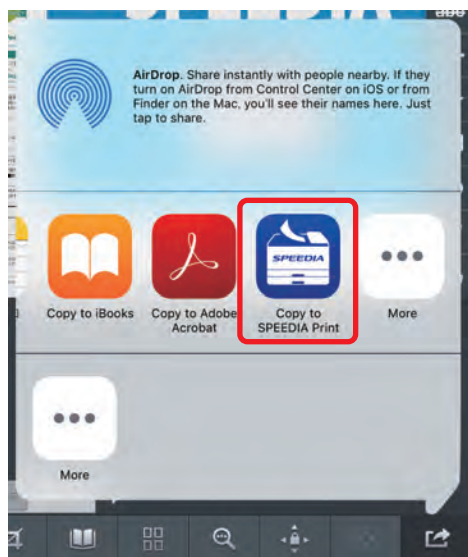 SPEEDIA
abc
AirDrop. Share instantly with people nearby. If they
turn on AirDrop from Control Center on iOS or from
Finder on the Mac, you'll see their names here. Just
tap to share.
SPEEDIA
Copy to iBooks
Copy to Adobe
Acrobat
Copy to
SPEEDIA Print
More
More